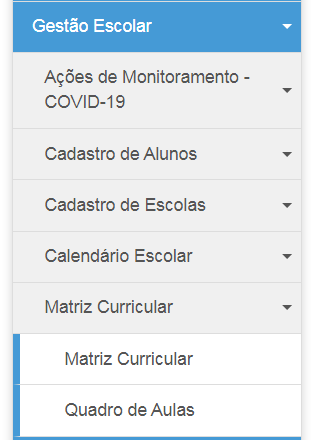 Gestão Escolar
Ações de Monitoramento -
COVID-19
Cadastro de Alunos
Cadastro de Escolas
Calendário Escolar
Matriz Curricular
Matriz Curricular
Quadro de Aulas